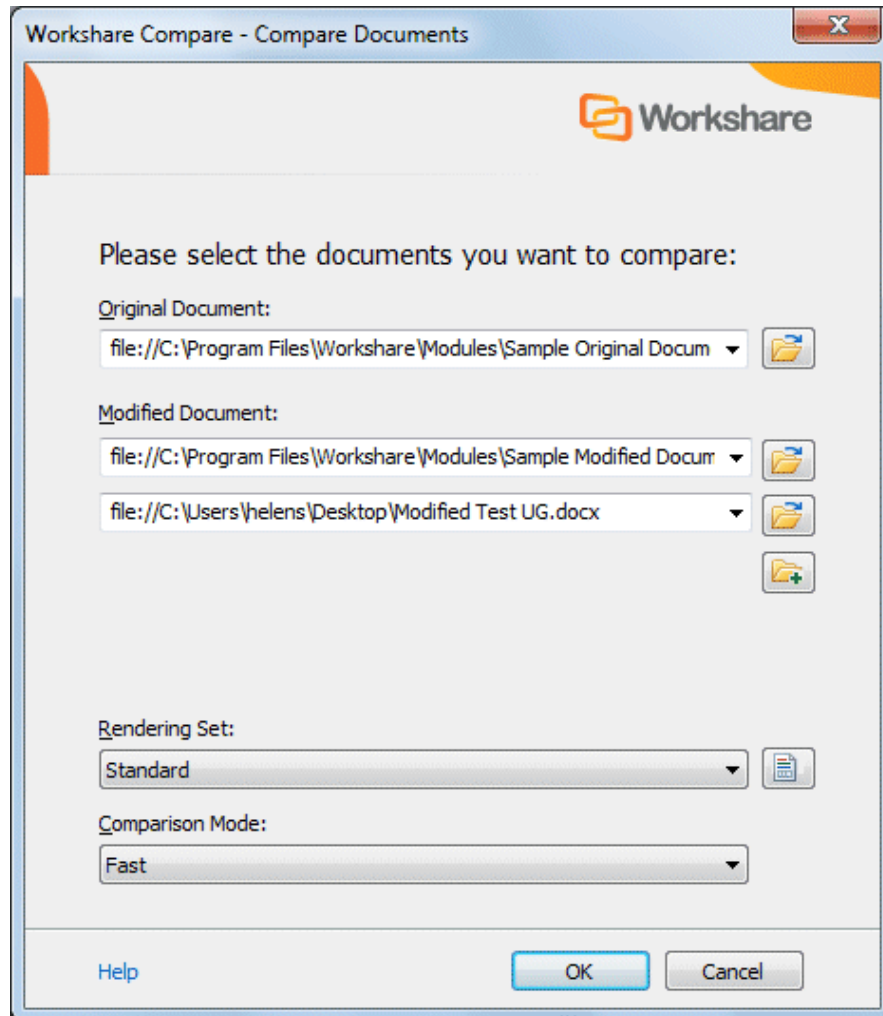 Workshare Compare - Compare Documents
Workshare
Please select the documents you want to compare:
Original Document:
file://C:\Program Files\Workshare\Modules\Sample Original Docum
Modified Document:
file://C:\Program Files\Workshare\Modules\Sample Modified Docum
file://C:\Users\helens\Desktop\Modified Test UG.docx
Rendering Set:
Standard
Comparison Mode:
Fast
Help
OK
Cancel